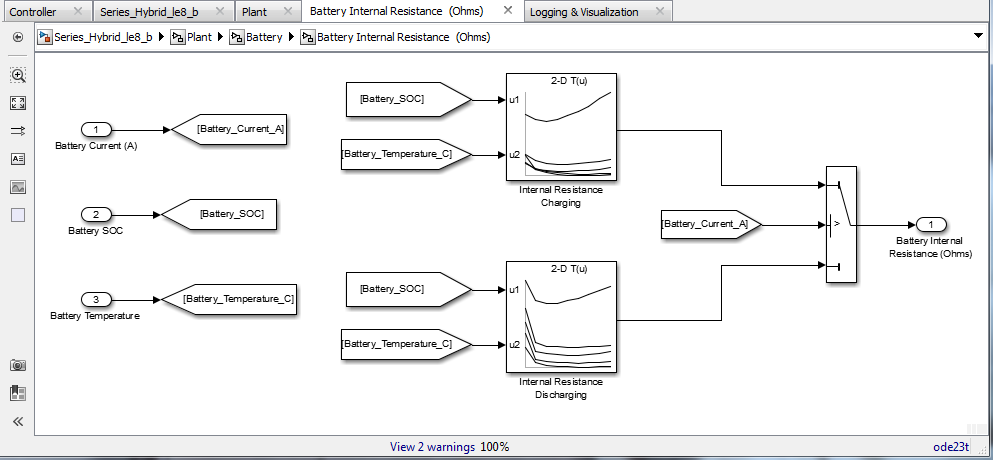 Controller
Series_Hybrid_le8_b
Plant
Battery Internal Resistance  (Ohms)
Logging & Visualization
Series_Hybrid_le8_b
Plant
Battery
Battery Internal Resistance  (Ohms)
1
Battery Current (A)
[Battery_Current_A]
2
Battery SOC
[Battery_SOC]
3
Battery Temperature
[Battery_Temperature_C]
[Battery_SOC]
[Battery_Temperature_C]
2-D T(u)
u1
u2
Internal Resistance
Charging
[Battery_Current_A]
>
1
Battery Internal
Resistance (Ohms)
[Battery_SOC]
[Battery_Temperature_C]
2-D T(u)
u1
u2
Internal Resistance
Discharging
View 2 warnings
100%
ode23t